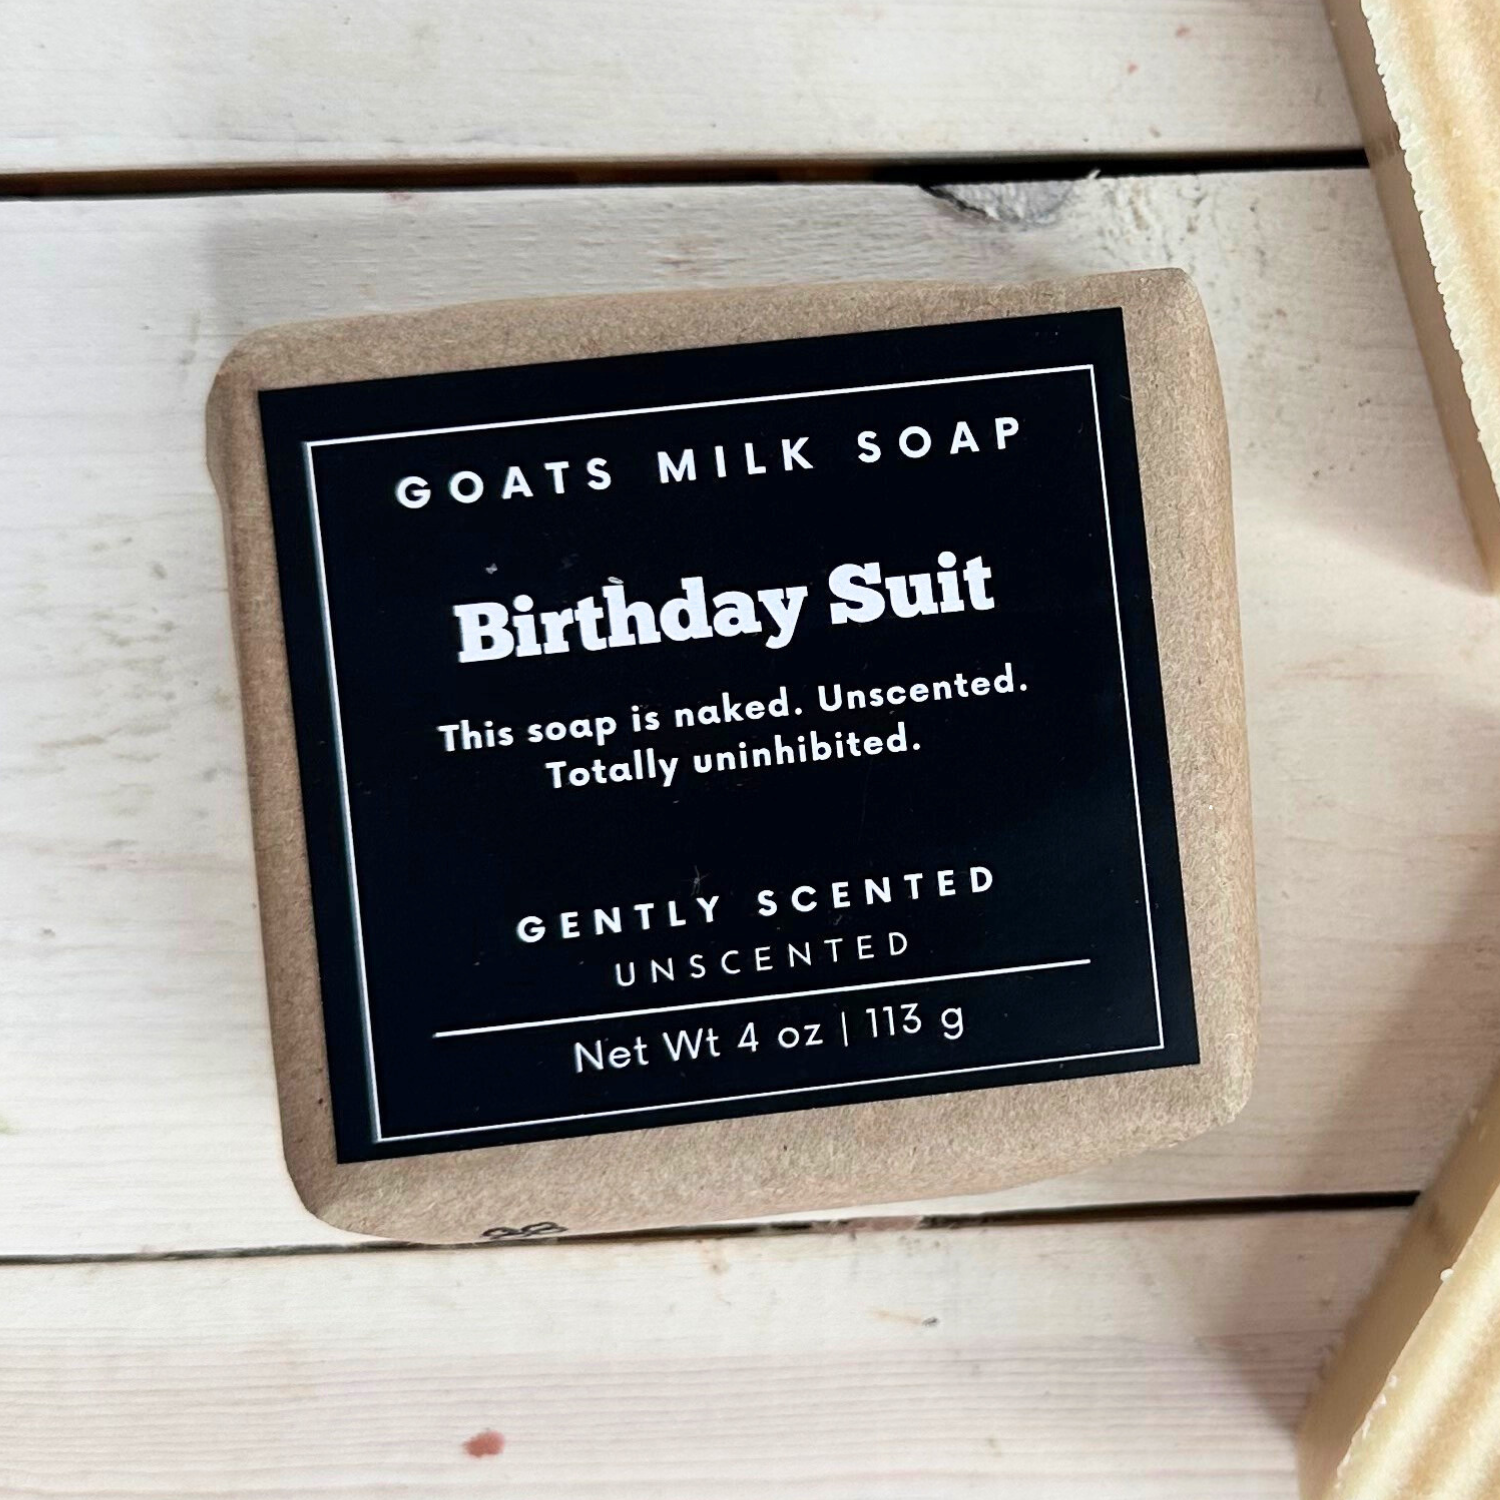 GOATS MILK SOAP
Birthday Suit
This soap is naked. Unscented.
Totally uninhibited.
GENTLY SCENTED
UNSCENTED
Net Wt 4 oz | 113 g